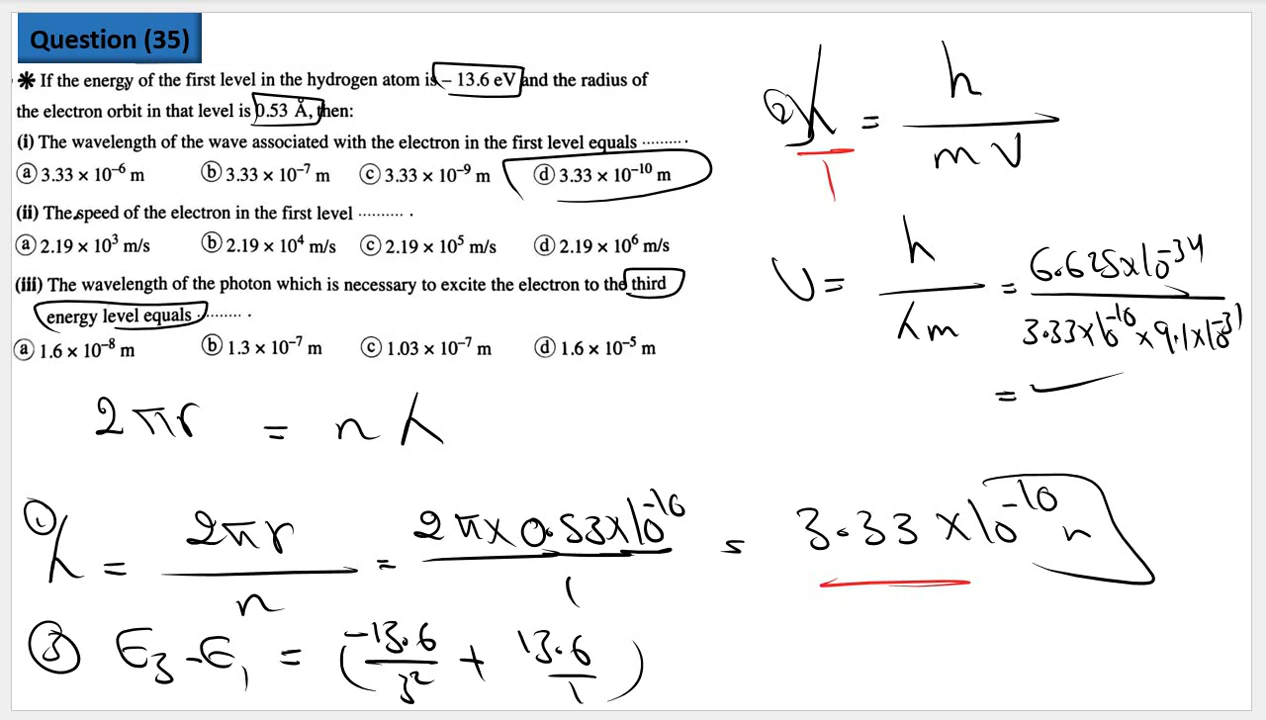 Question (35)
✱ If the energy of the first level in the hydrogen atom is – 13.6 eV and the radius of
the electron orbit in that level is 0.53 Å, then:
(i) The wavelength of the wave associated with the electron in the first level equals ·········· .
ⓐ 3.33 × 10⁻⁶ m ⓑ 3.33 × 10⁻⁷ m ⓒ 3.33 × 10⁻⁹ m ⓓ 3.33 × 10⁻¹⁰ m
(ii) The speed of the electron in the first level ·········· .
ⓐ 2.19 × 10³ m/s ⓑ 2.19 × 10⁴ m/s ⓒ 2.19 × 10⁵ m/s ⓓ 2.19 × 10⁶ m/s
(iii) The wavelength of the photon which is necessary to excite the electron to the third
energy level equals ·········· .
ⓐ 1.6 × 10⁻⁸ m ⓑ 1.3 × 10⁻⁷ m ⓒ 1.03 × 10⁻⁷ m ⓓ 1.6 × 10⁻⁵ m
② λ/1 = h / mv
v = h / λm = 6.625×10⁻³⁴ / 3.33×10⁻¹⁰ × 9.1×10⁻³¹
= ✓
2πr = nλ
① λ = 2πr / n = 2π×0.53×10⁻¹⁰ / 1 = 3.33×10⁻¹⁰ m
③ E₃-E₁ = (-13.6/3² + 13.6/1)